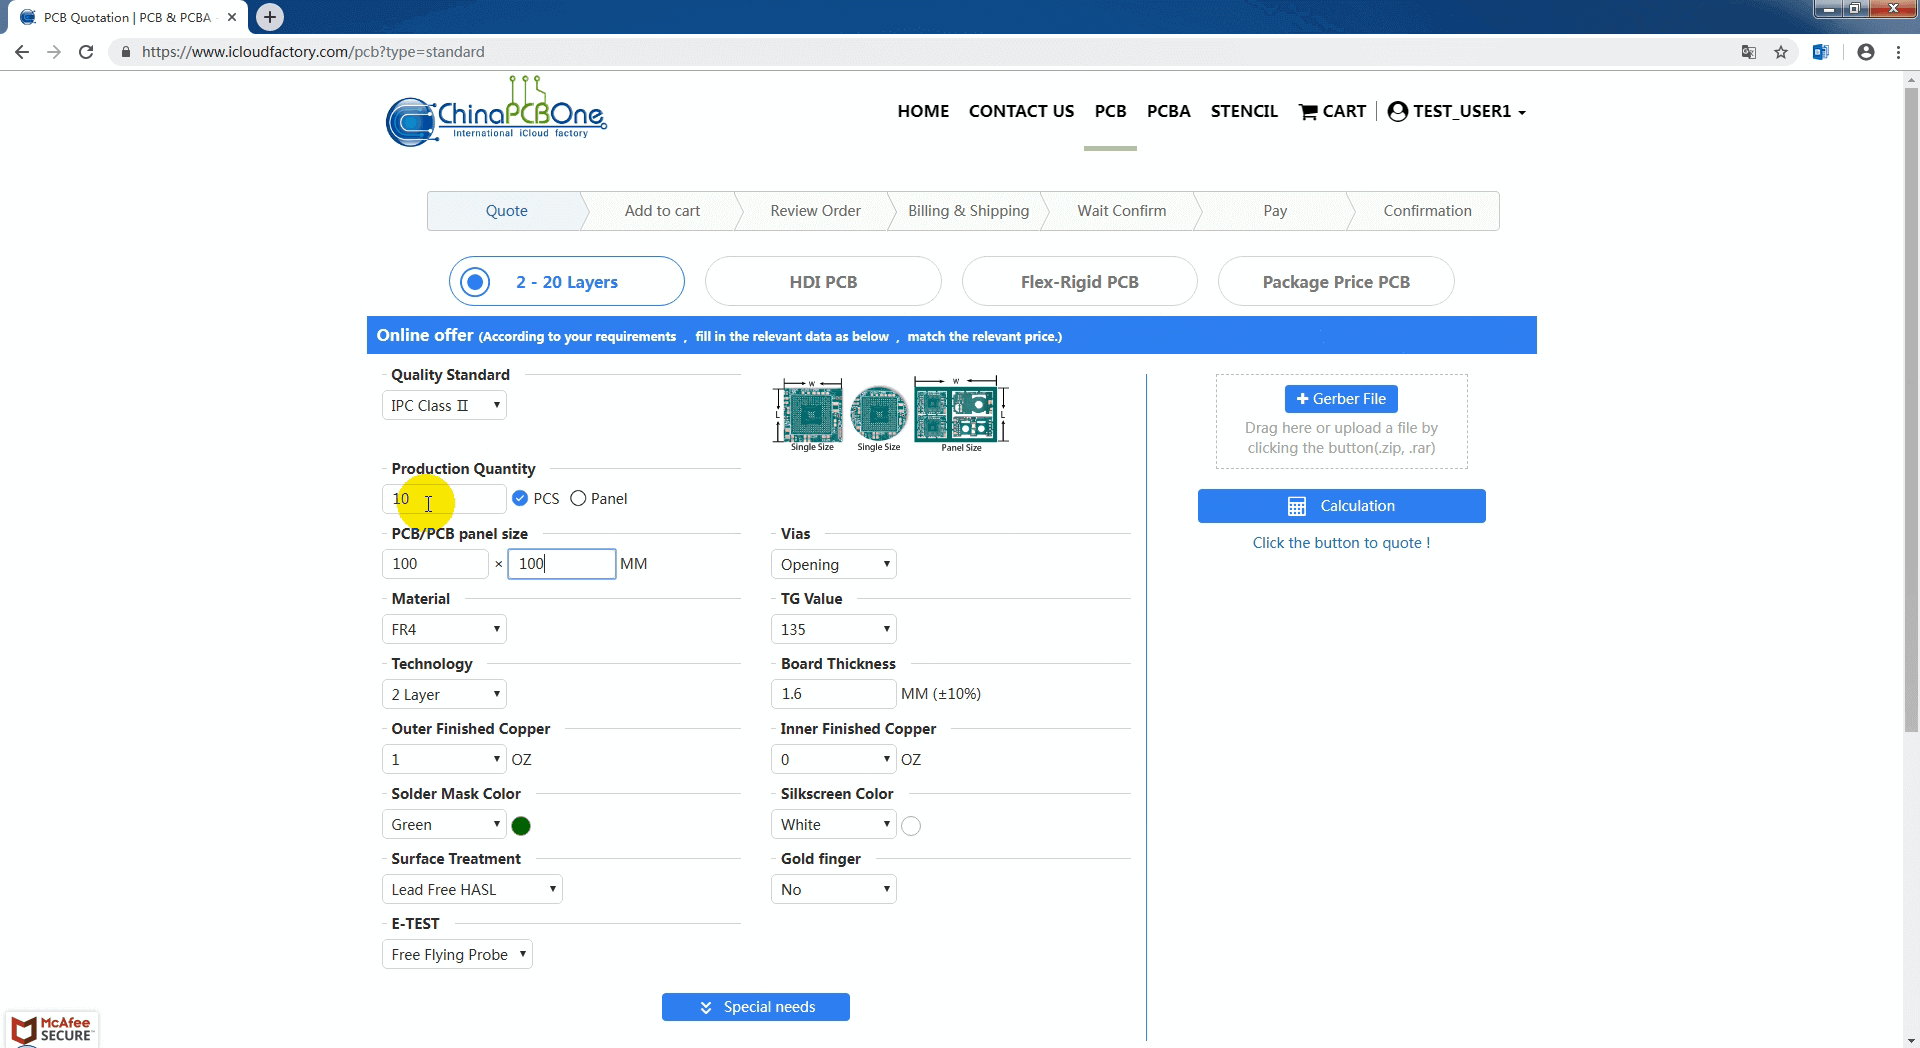 PCB Quotation | PCB & PCBA
https://www.icloudfactory.com/pcb?type=standard
ChinaPCBOne
International iCloud factory
HOME CONTACT US PCB PCBA STENCIL CART TEST_USER1
Quote Add to cart Review Order Billing & Shipping Wait Confirm Pay Confirmation
2 - 20 Layers HDI PCB Flex-Rigid PCB Package Price PCB
Online offer (According to your requirements , fill in the relevant data as below , match the relevant price.)
Quality Standard
IPC Class II
W W
L L
Single Size Single Size Panel Size
+ Gerber File
Drag here or upload a file by
clicking the button(.zip, .rar)
Calculation
Click the button to quote !
Production Quantity
10 PCS Panel
PCB/PCB panel size Vias
100 × 100 MM Opening
Material TG Value
FR4 135
Technology Board Thickness
2 Layer 1.6 MM (±10%)
Outer Finished Copper Inner Finished Copper
1 OZ 0 OZ
Solder Mask Color Silkscreen Color
Green White
Surface Treatment Gold finger
Lead Free HASL No
E-TEST
Free Flying Probe
Special needs
McAfee
SECURE